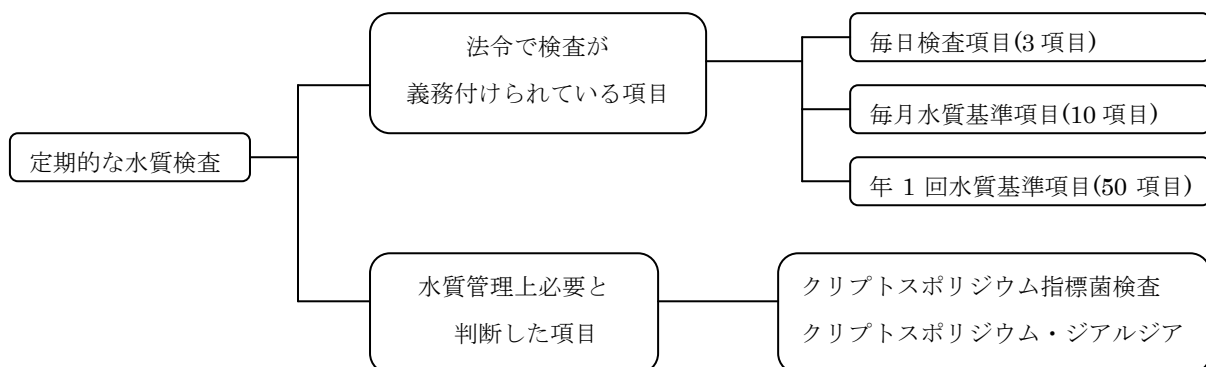 定期的な水質検査
法令で検査が
義務付けられている項目
毎日検査項目(3 項目)
毎月水質基準項目(10 項目)
年 1 回水質基準項目(50 項目)
水質管理上必要と
判断した項目
クリプトスポリジウム指標菌検査
クリプトスポリジウム・ジアルジア